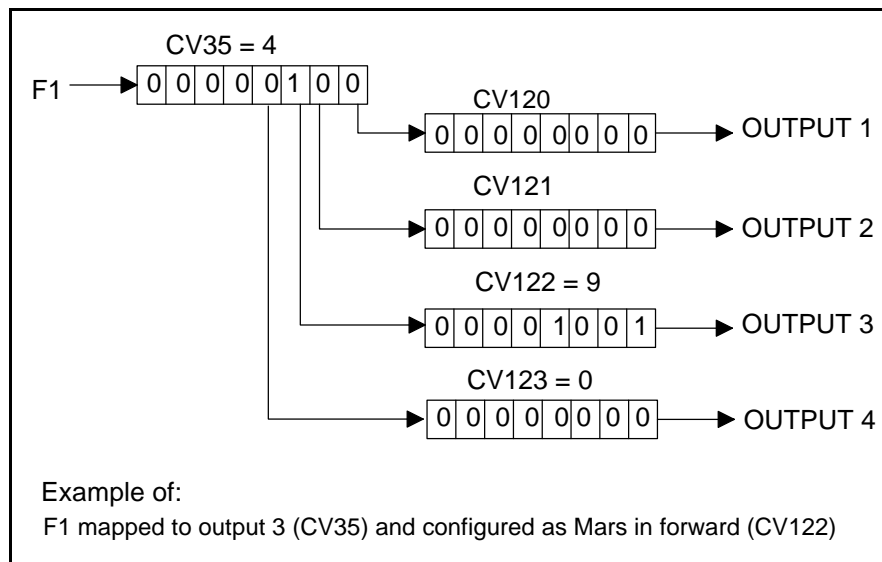 CV35 = 4
F1
0 0 0 0 0 1 0 0
CV120
0 0 0 0 0 0 0 0
OUTPUT 1
CV121
0 0 0 0 0 0 0 0
OUTPUT 2
CV122 = 9
0 0 0 0 1 0 0 1
OUTPUT 3
CV123 = 0
0 0 0 0 0 0 0 0
OUTPUT 4
Example of:
F1 mapped to output 3 (CV35) and configured as Mars in forward (CV122)